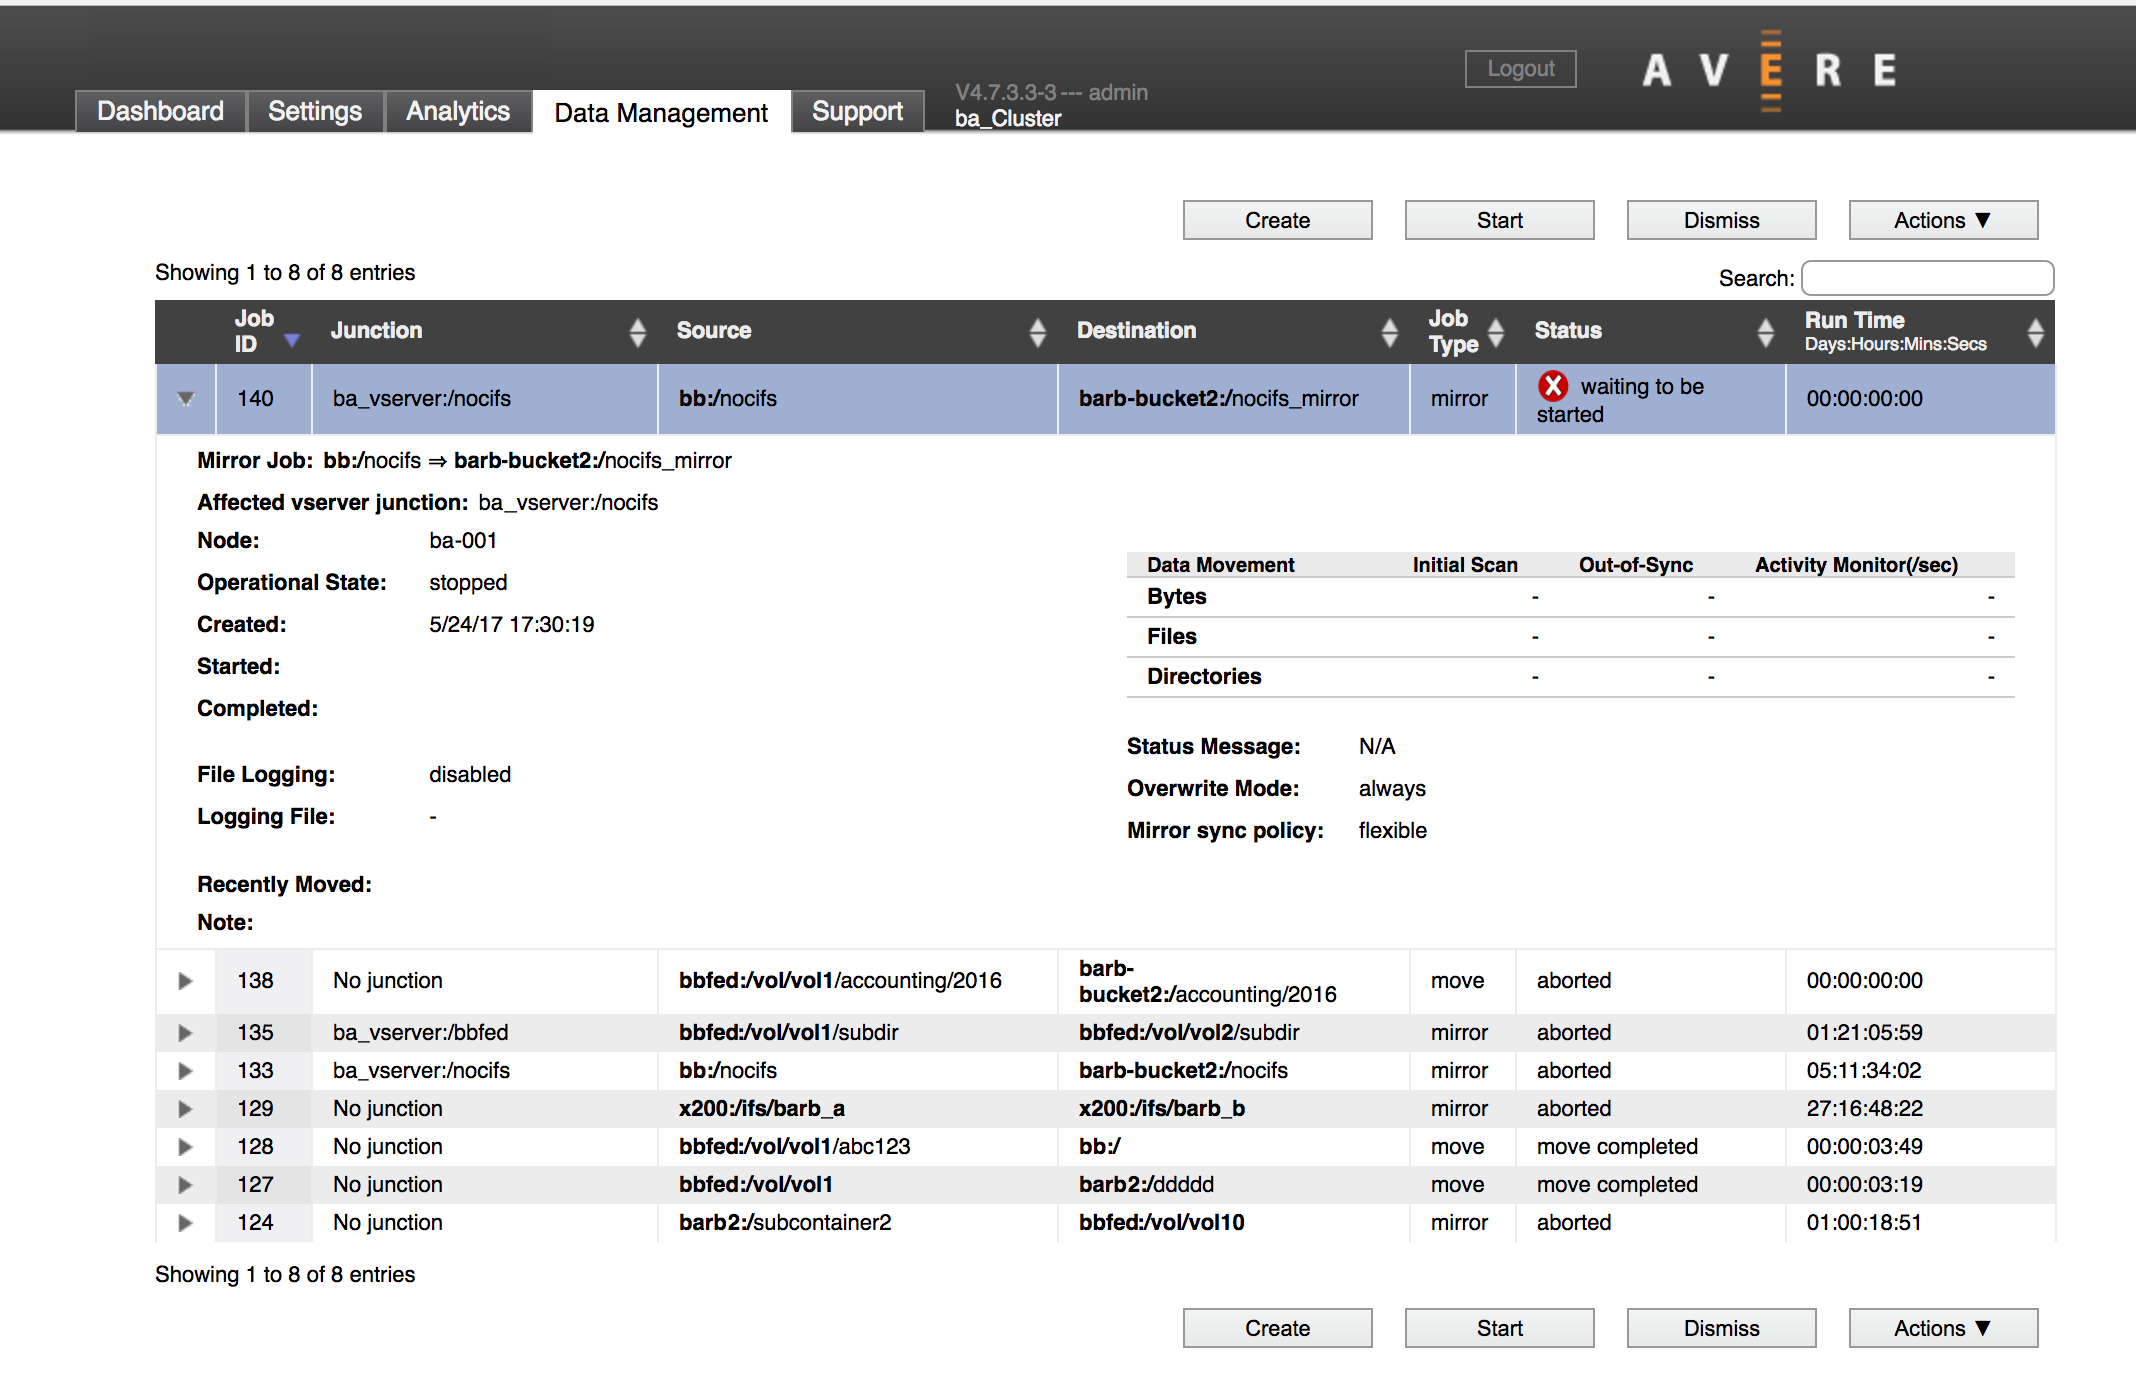 Dashboard Settings Analytics Data Management Support
V4.7.3.3-3 --- admin
ba_Cluster
Logout
AVERE
Create Start Dismiss Actions ▼
Showing 1 to 8 of 8 entries
Search:
Job ID Junction Source Destination Job Type Status Run Time Days:Hours:Mins:Secs
140 ba_vserver:/nocifs bb:/nocifs barb-bucket2:/nocifs_mirror mirror waiting to be started 00:00:00:00
Mirror Job: bb:/nocifs ⇒ barb-bucket2:/nocifs_mirror
Affected vserver junction: ba_vserver:/nocifs
Node: ba-001
Operational State: stopped
Created: 5/24/17 17:30:19
Started:
Completed:
File Logging: disabled
Logging File: -
Recently Moved:
Note:
Data Movement Initial Scan Out-of-Sync Activity Monitor(/sec)
Bytes - - -
Files - - -
Directories - - -
Status Message: N/A
Overwrite Mode: always
Mirror sync policy: flexible
138 No junction bbfed:/vol/vol1/accounting/2016 barb-bucket2:/accounting/2016 move aborted 00:00:00:00
135 ba_vserver:/bbfed bbfed:/vol/vol1/subdir bbfed:/vol/vol2/subdir mirror aborted 01:21:05:59
133 ba_vserver:/nocifs bb:/nocifs barb-bucket2:/nocifs mirror aborted 05:11:34:02
129 No junction x200:/ifs/barb_a x200:/ifs/barb_b mirror aborted 27:16:48:22
128 No junction bbfed:/vol/vol1/abc123 bb:/ move move completed 00:00:03:49
127 No junction bbfed:/vol/vol1 barb2:/ddddd move move completed 00:00:03:19
124 No junction barb2:/subcontainer2 bbfed:/vol/vol10 mirror aborted 01:00:18:51
Showing 1 to 8 of 8 entries
Create Start Dismiss Actions ▼